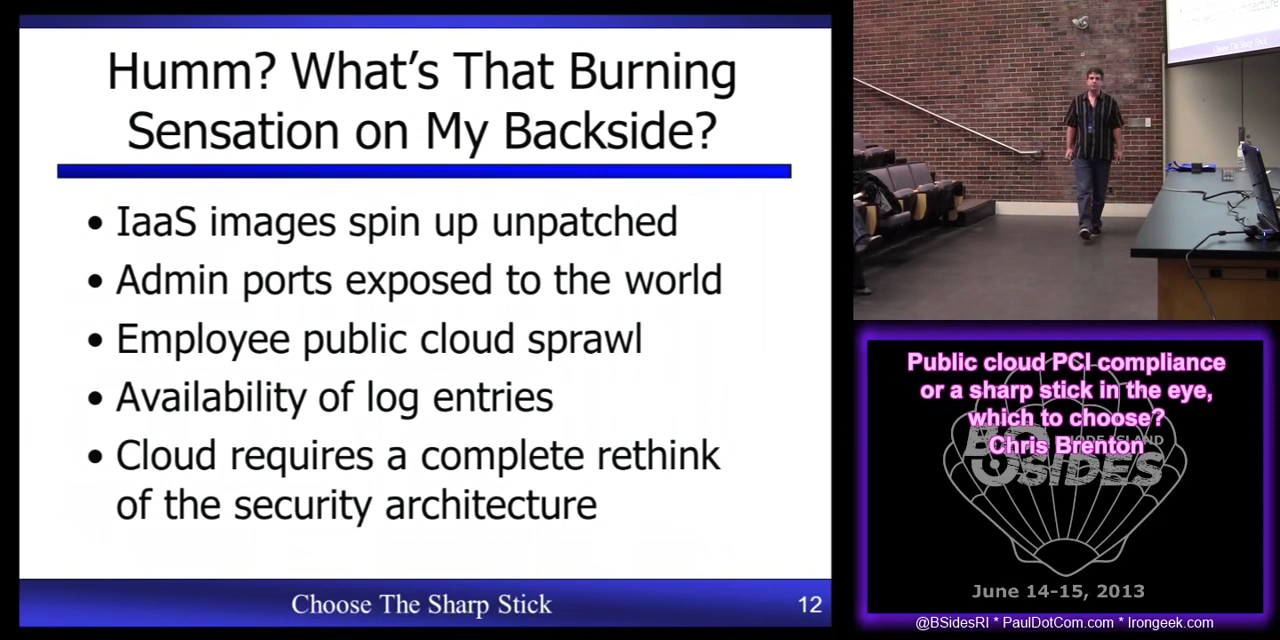 Humm? What's That Burning
Sensation on My Backside?
• IaaS images spin up unpatched
• Admin ports exposed to the world
• Employee public cloud sprawl
• Availability of log entries
• Cloud requires a complete rethink
of the security architecture
Choose The Sharp Stick
12
Public cloud PCI compliance
or a sharp stick in the eye,
which to choose?
Chris Brenton
RHODE ISLAND
BSIDES
June 14-15, 2013
@BSidesRI * PaulDotCom.com * Irongeek.com